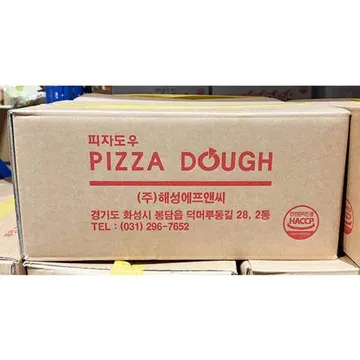 피자도우
PIZZA DOUGH
(주)해성에프앤씨
경기도 화성시 봉담읍 덕머루동길 28, 2동
TEL : (031) 296-7652
HACCP